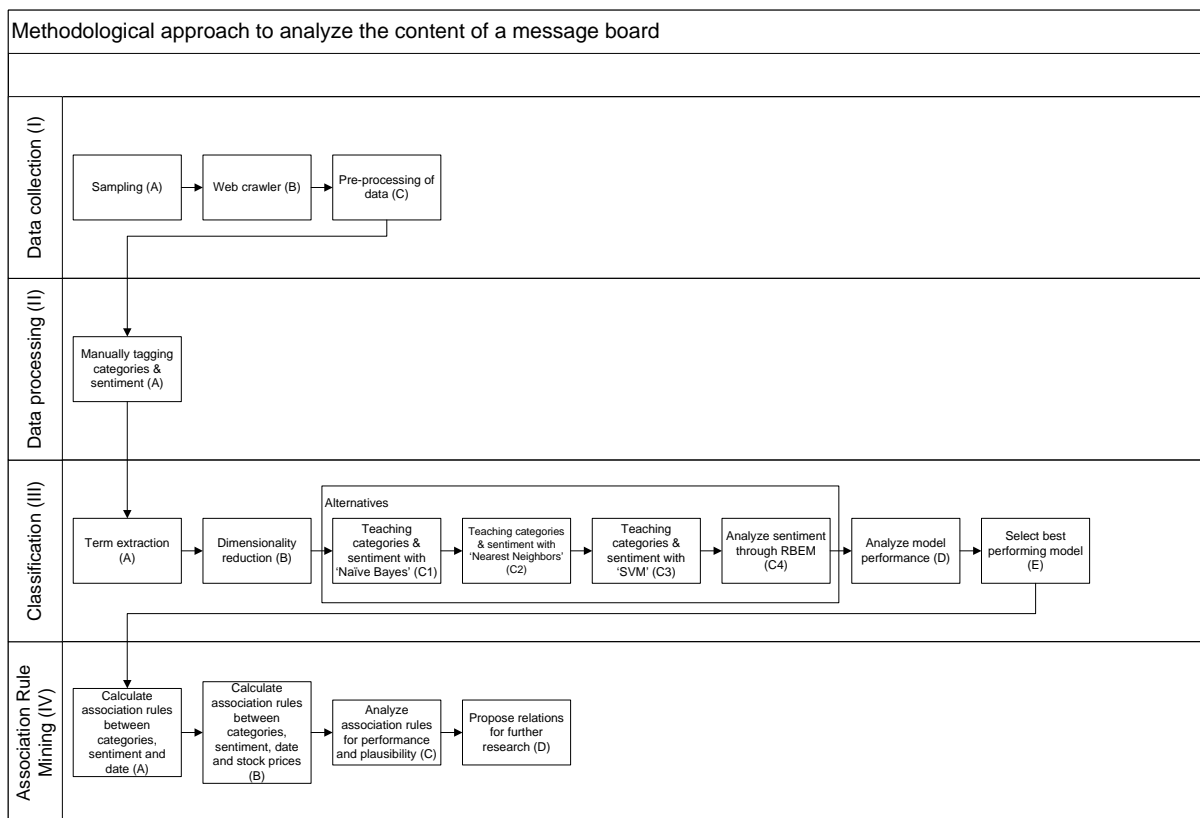 Methodological approach to analyze the content of a message board
Data collection (I)
Sampling (A)
Web crawler (B)
Pre-processing of
data (C)
Data processing (II)
Manually tagging
categories &
sentiment (A)
Classification (III)
Alternatives
Term extraction
(A)
Dimensionality
reduction (B)
Teaching
categories &
sentiment with
‘Naïve Bayes’ (C1)
Teaching categories
& sentiment with
‘Nearest Neighbors’
(C2)
Teaching
categories &
sentiment with
‘SVM’ (C3)
Analyze sentiment
through RBEM
(C4)
Analyze model
performance (D)
Select best
performing model
(E)
Association Rule
Mining (IV)
Calculate
association rules
between
categories,
sentiment and
date (A)
Calculate
association rules
between
categories,
sentiment, date
and stock prices
(B)
Analyze
association rules
for performance
and plausibility (C)
Propose relations
for further
research (D)